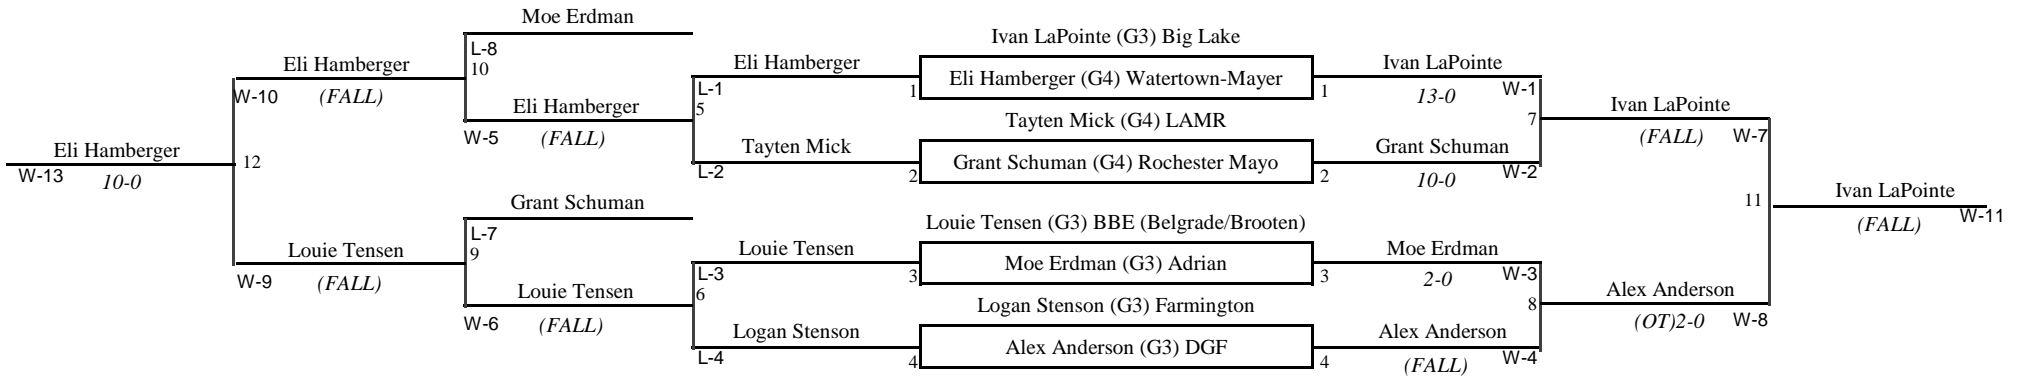 Moe Erdman
L-8
10
Eli Hamberger
(FALL)
W-10
Eli Hamberger
(FALL)
W-5
Eli Hamberger
10-0
W-13
12
Grant Schuman
L-7
9
Louie Tensen
(FALL)
W-9
Louie Tensen
(FALL)
W-6
Eli Hamberger
L-1
5
Tayten Mick
L-2
Louie Tensen
L-3
6
Logan Stenson
L-4
Ivan LaPointe (G3) Big Lake
1 Eli Hamberger (G4) Watertown-Mayer 1
Tayten Mick (G4) LAMR
2 Grant Schuman (G4) Rochester Mayo 2
Louie Tensen (G3) BBE (Belgrade/Brooten)
3 Moe Erdman (G3) Adrian 3
Logan Stenson (G3) Farmington
4 Alex Anderson (G3) DGF 4
Ivan LaPointe
13-0
W-1
7
Grant Schuman
10-0
W-2
Moe Erdman
2-0
W-3
8
Alex Anderson
(FALL)
W-4
Ivan LaPointe
(FALL)
W-7
11
Alex Anderson
(OT)2-0
W-8
Ivan LaPointe
(FALL)
W-11